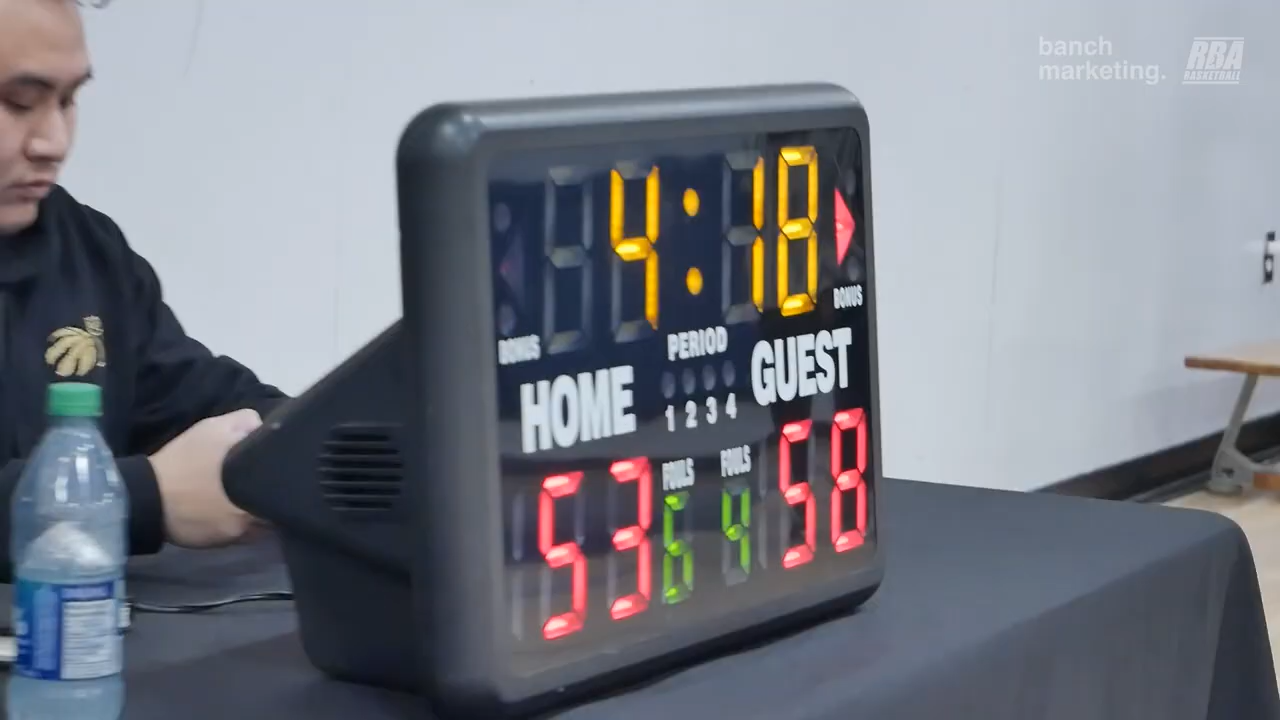 banch
marketing.
RBA
BASKETBALL
4:18
BONUS
BONUS
PERIOD
HOME
GUEST
1 2 3 4
FOULS
FOULS
53
6
4
58